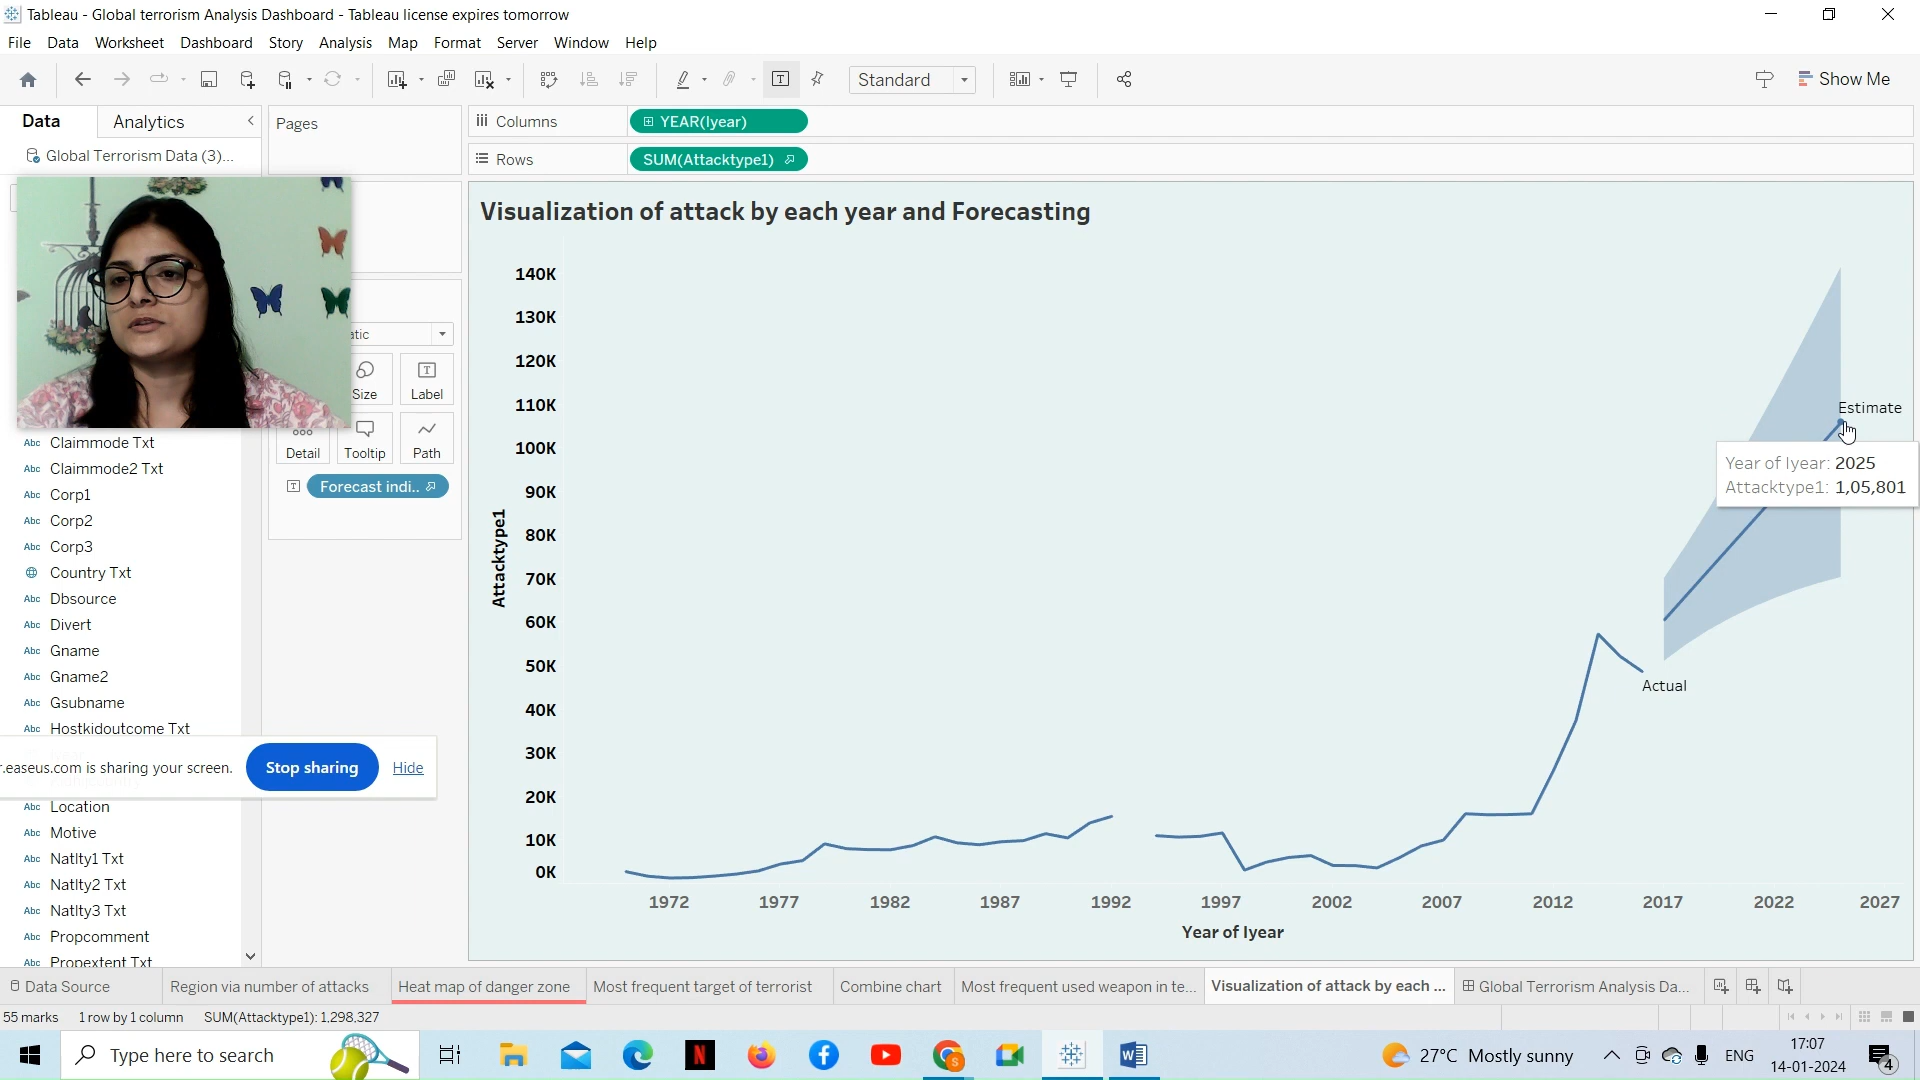 Tableau - Global terrorism Analysis Dashboard - Tableau license expires tomorrow
File Data Worksheet Dashboard Story Analysis Map Format Server Window Help
Standard
Show Me
Data
Analytics
Pages
Columns
YEAR(Iyear)
Global Terrorism Data (3)...
Rows
SUM(Attacktype1)
Visualization of attack by each year and Forecasting
atic
Size
Label
Detail
Tooltip
Path
Forecast indi..
Claimmode Txt
Claimmode2 Txt
Corp1
Corp2
Corp3
Country Txt
Dbsource
Divert
Gname
Gname2
Gsubname
Hostkidoutcome Txt
Location
Motive
Natlty1 Txt
Natlty2 Txt
Natlty3 Txt
Propcomment
Propextent Txt
r.easeus.com is sharing your screen.
Stop sharing
Hide
140K
130K
120K
110K
100K
90K
80K
70K
60K
50K
40K
30K
20K
10K
0K
Attacktype1
Estimate
Year of Iyear: 2025
Attacktype1: 1,05,801
Actual
1972 1977 1982 1987 1992 1997 2002 2007 2012 2017 2022 2027
Year of Iyear
Data Source
Region via number of attacks
Heat map of danger zone
Most frequent target of terrorist
Combine chart
Most frequent used weapon in te...
Visualization of attack by each ...
Global Terrorism Analysis Da...
55 marks 1 row by 1 column SUM(Attacktype1): 1,298,327
Type here to search
27°C Mostly sunny
ENG
17:07
14-01-2024
4